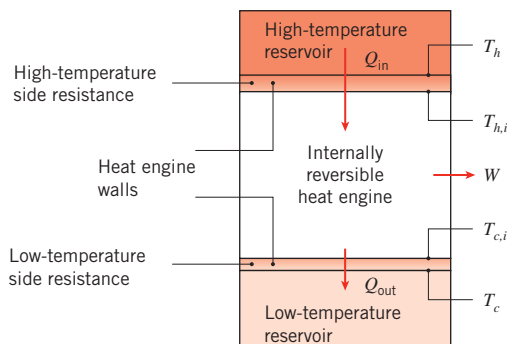 High-temperature
reservoir
Q_in
T_h
High-temperature
side resistance
T_h,i
Heat engine
walls
Internally
reversible
heat engine
W
T_c,i
Low-temperature
side resistance
Q_out
T_c
Low-temperature
reservoir